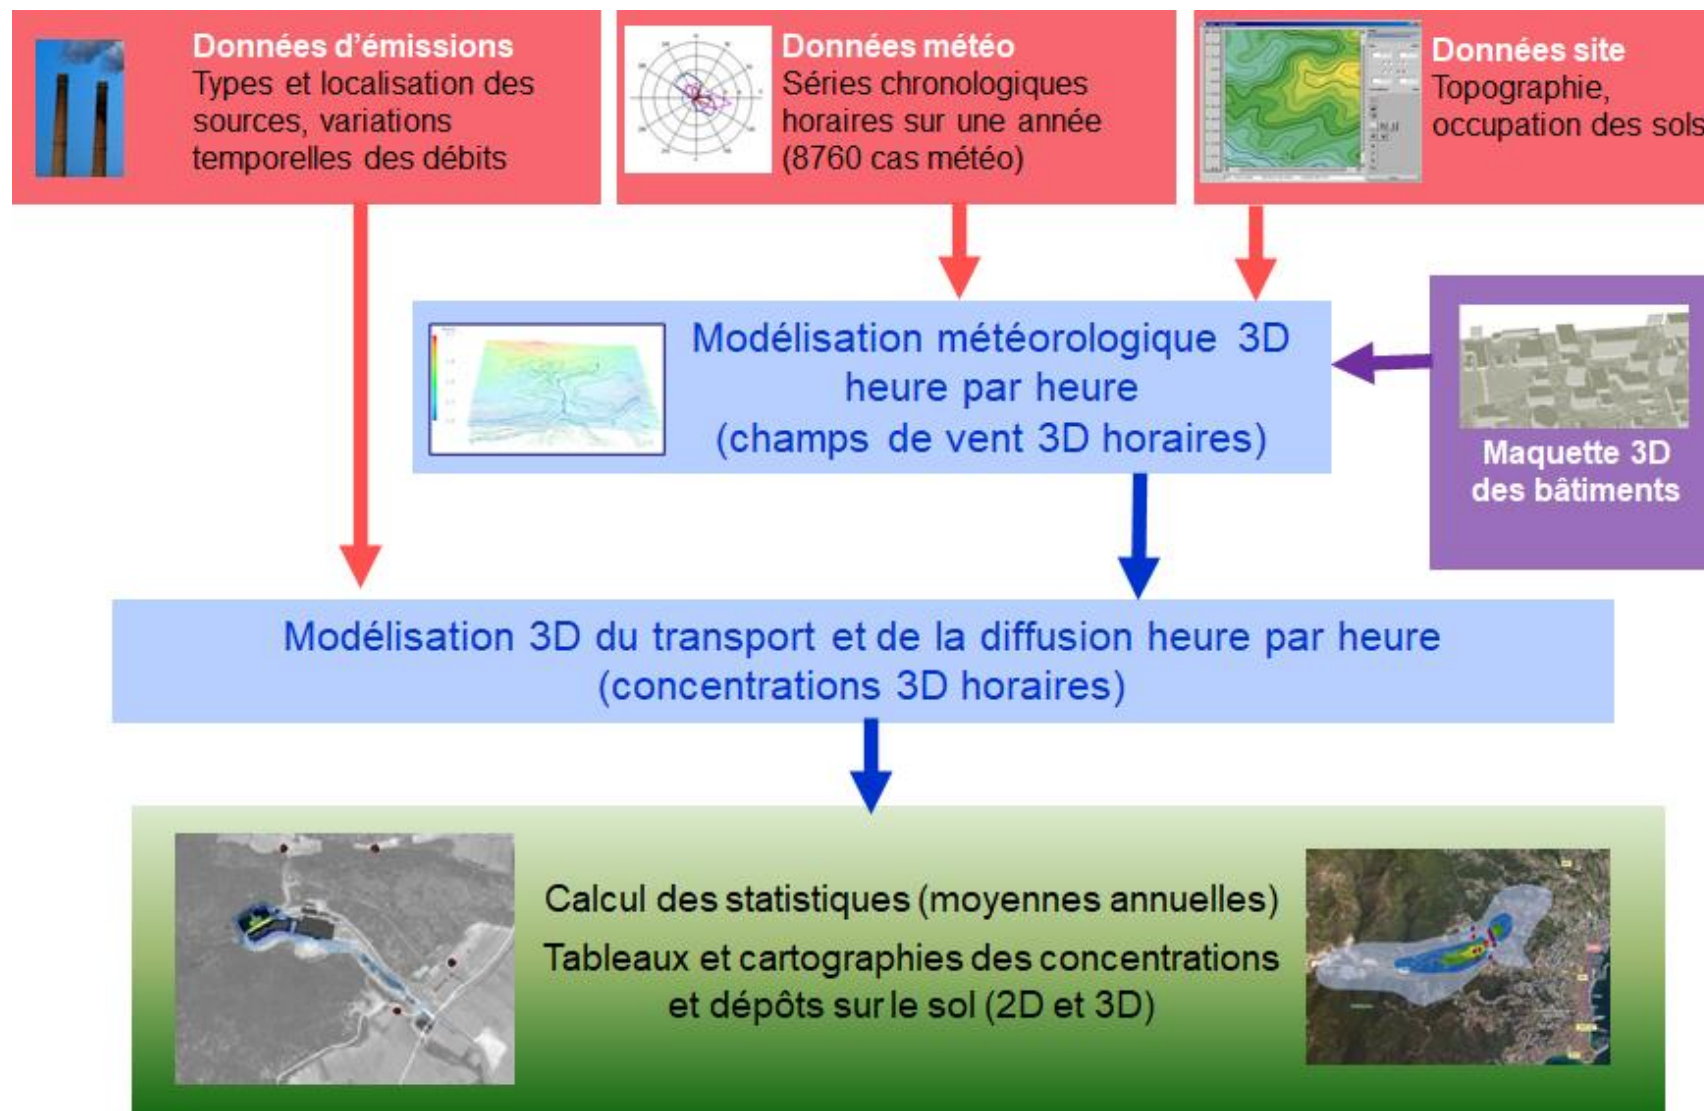 Données d'émissions
Types et localisation des
sources, variations
temporelles des débits
Données météo
Séries chronologiques
horaires sur une année
(8760 cas météo)
Données site
Topographie,
occupation des sols
Modélisation météorologique 3D
heure par heure
(champs de vent 3D horaires)
Maquette 3D
des bâtiments
Modélisation 3D du transport et de la diffusion heure par heure
(concentrations 3D horaires)
Calcul des statistiques (moyennes annuelles)
Tableaux et cartographies des concentrations
et dépôts sur le sol (2D et 3D)